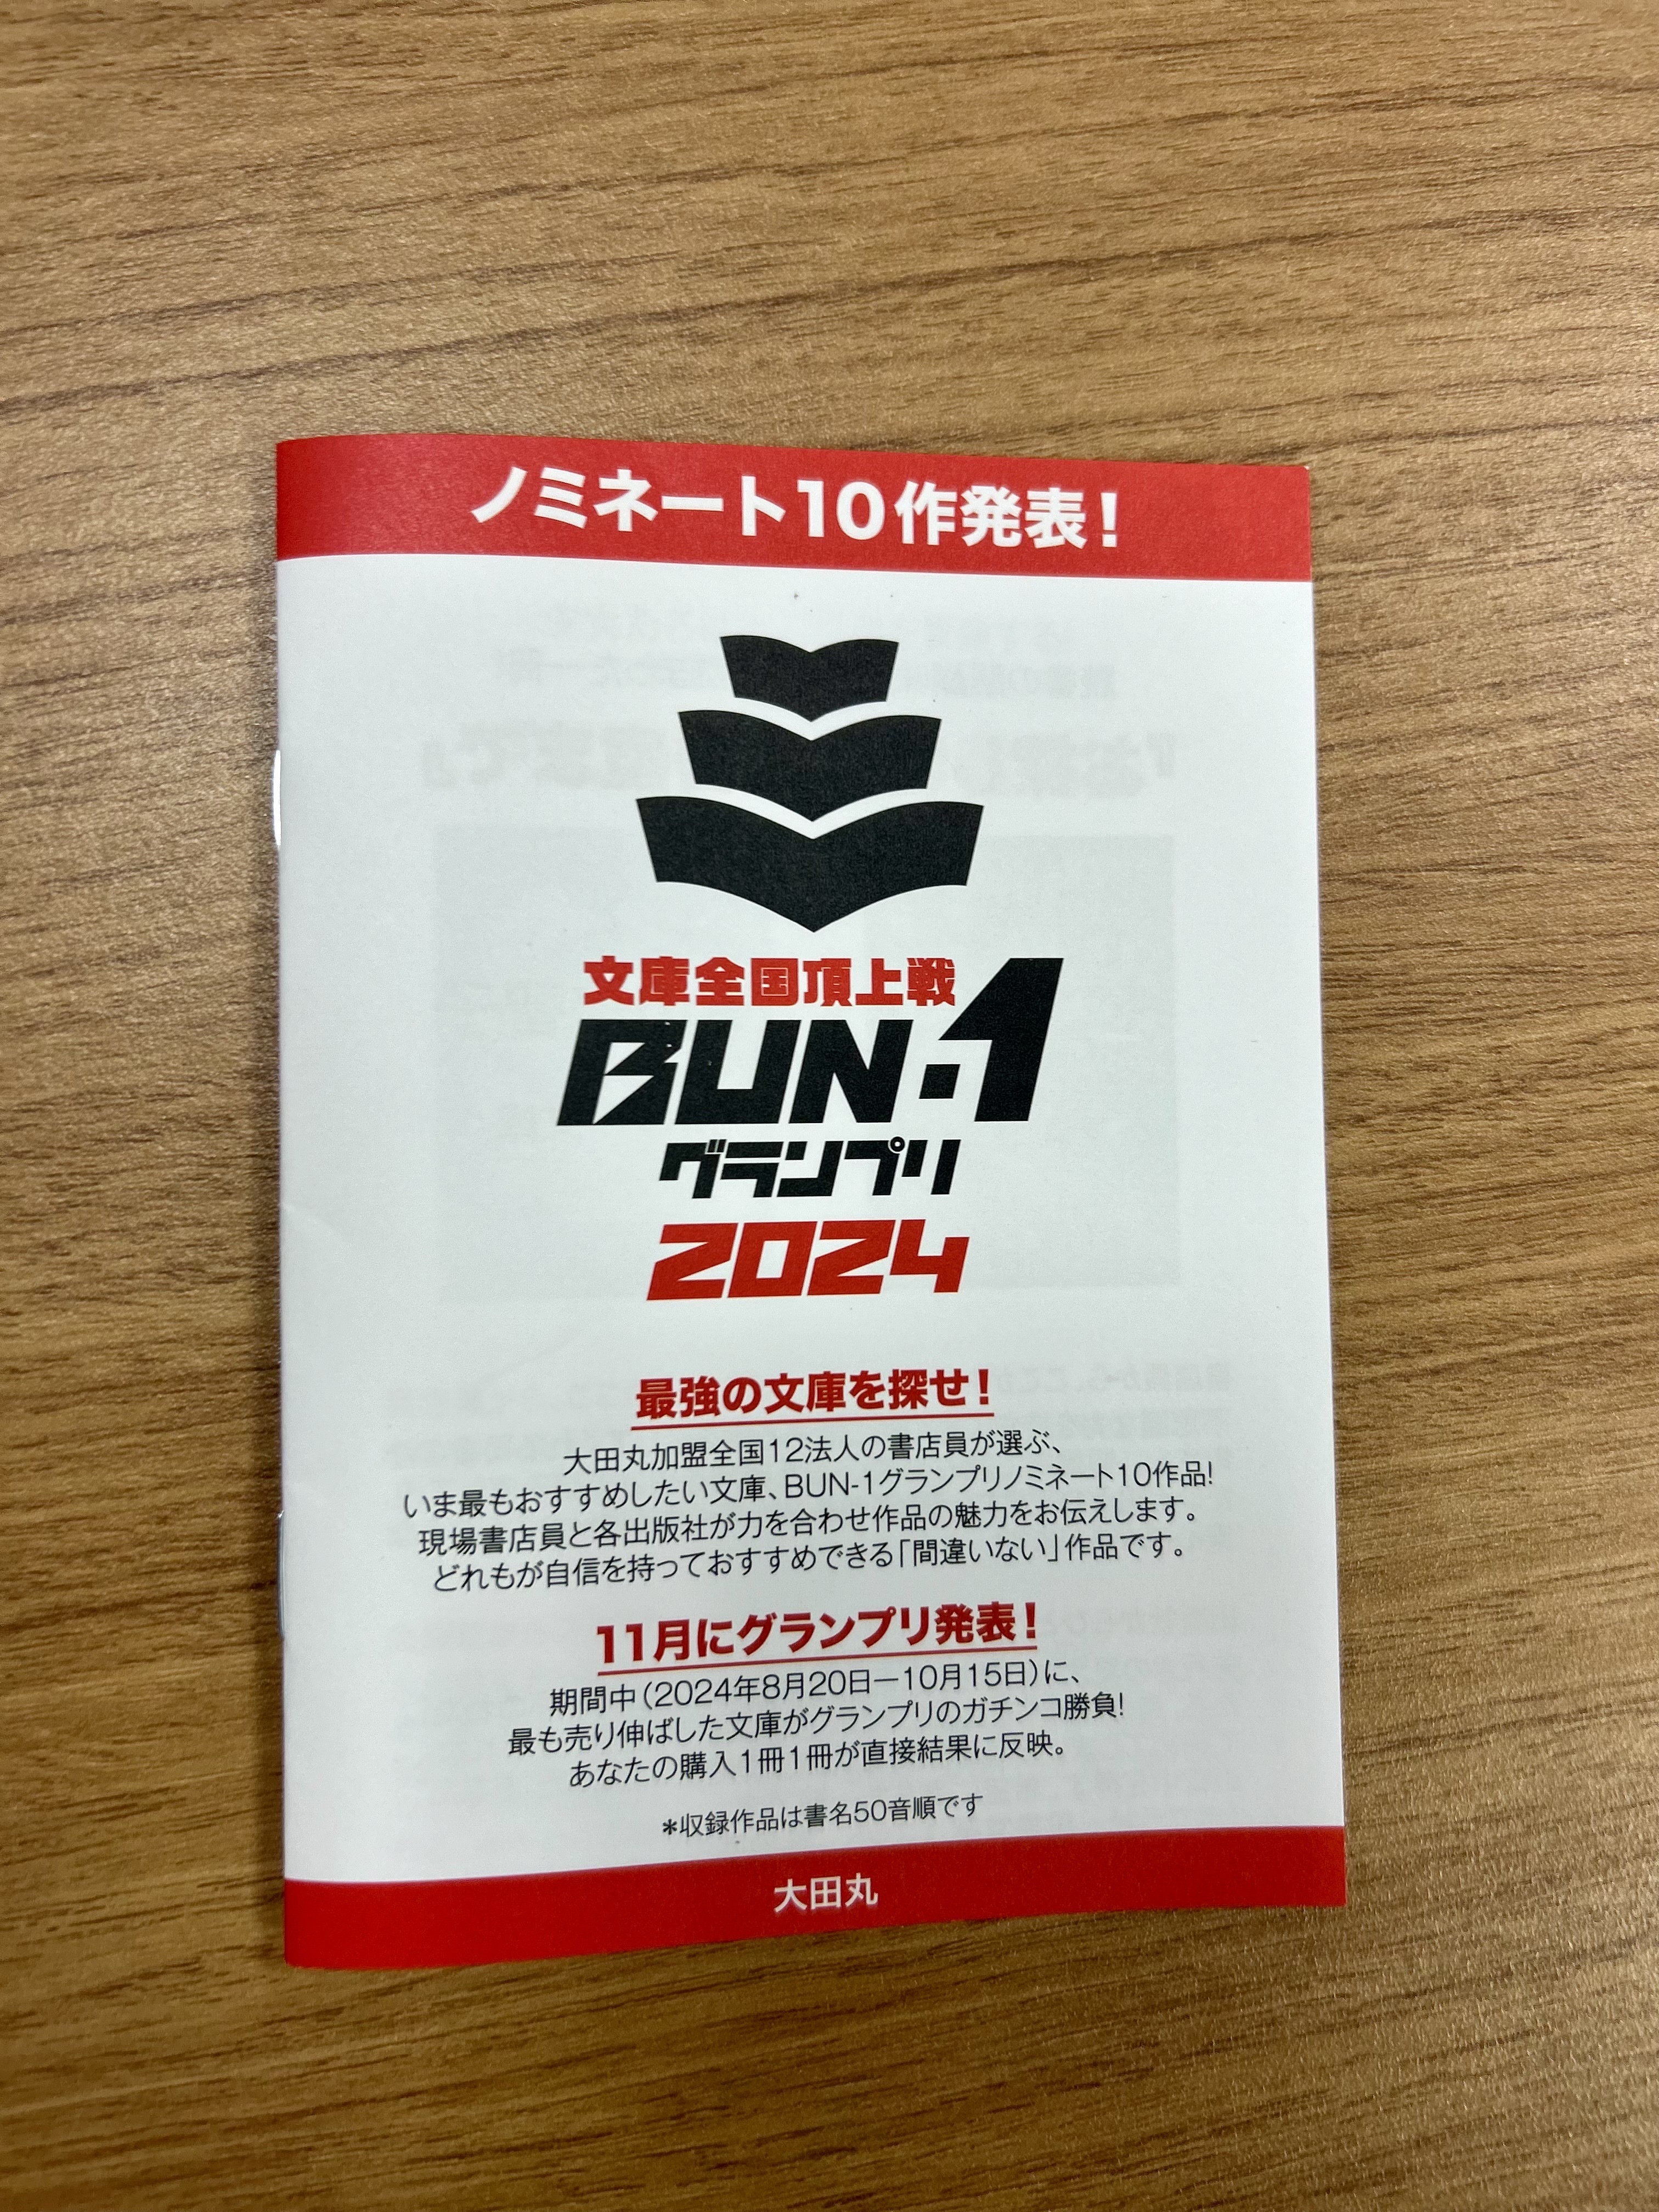 ノミネート10作発表!
文庫全国頂上戦
BUN-1
グランプリ
2024
最強の文庫を探せ!
大田丸加盟全国12法人の書店員が選ぶ、
いま最もおすすめしたい文庫、BUN-1グランプリノミネート10作品!
現場書店員と各出版社が力を合わせ作品の魅力をお伝えします。
どれもが自信を持っておすすめできる「間違いない」作品です。
11月にグランプリ発表!
期間中(2024年8月20日―10月15日)に、
最も売り伸ばした文庫がグランプリのガチンコ勝負!
あなたの購入1冊1冊が直接結果に反映。
*収録作品は書名50音順です
大田丸